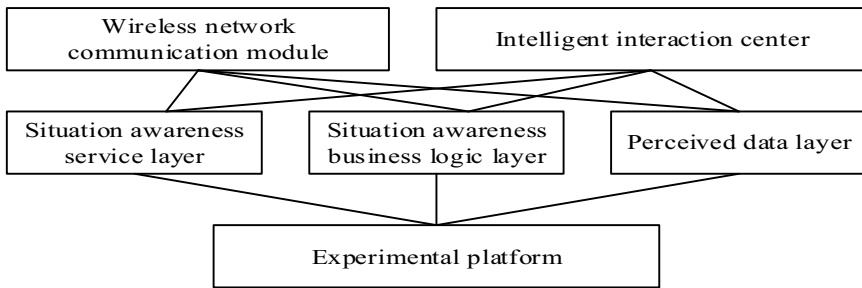 Wireless network
communication module
Intelligent interaction center
Situation awareness
service layer
Situation awareness
business logic layer
Perceived data layer
Experimental platform